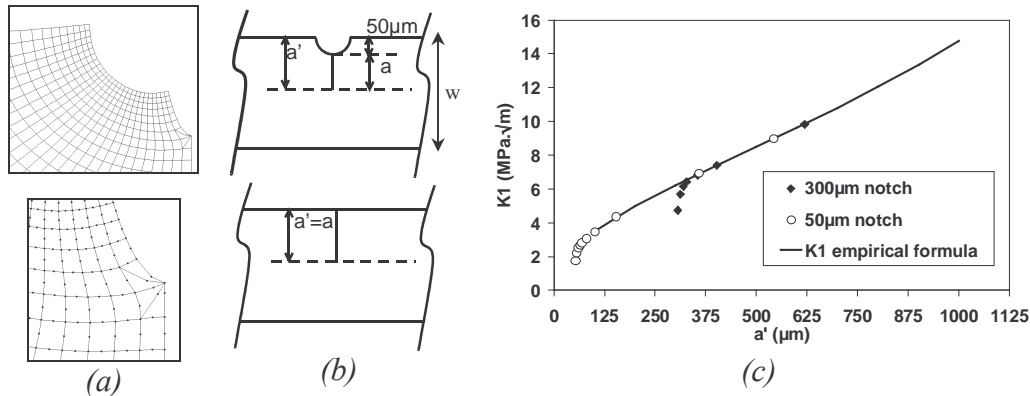 50µm
a'
a
w
a'=a
(a)
(b)
16
14
12
10
8
6
4
2
0
K1 (MPa.√m)
300µm notch
50µm notch
K1 empirical formula
0 125 250 375 500 625 750 875 1000 1125
a' (µm)
(c)